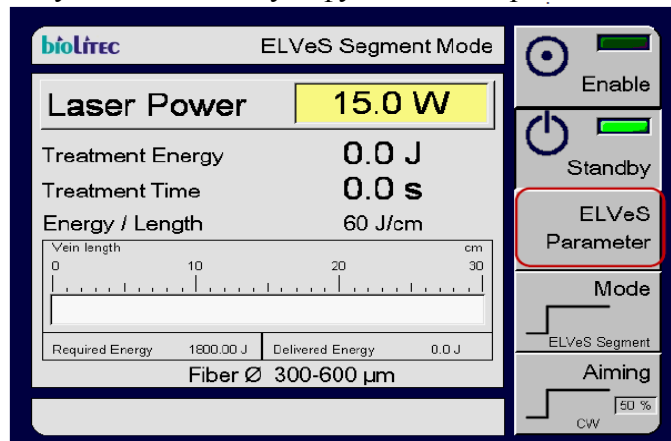 biolitec ELVeS Segment Mode
Laser Power 15.0 W
Treatment Energy 0.0 J
Treatment Time 0.0 s
Energy / Length 60 J/cm
Vein length cm
0 10 20 30
Required Energy 1800.00 J Delivered Energy 0.0 J
Fiber Ø 300-600 µm
Enable
Standby
ELVeS
Parameter
Mode
ELVeS Segment
Aiming
50 %
CW